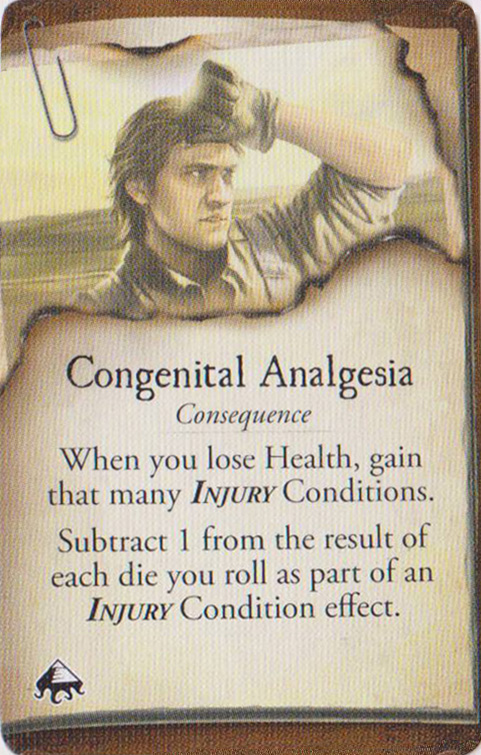 Congenital Analgesia
Consequence
When you lose Health, gain
that many INJURY Conditions.
Subtract 1 from the result of
each die you roll as part of an
INJURY Condition effect.